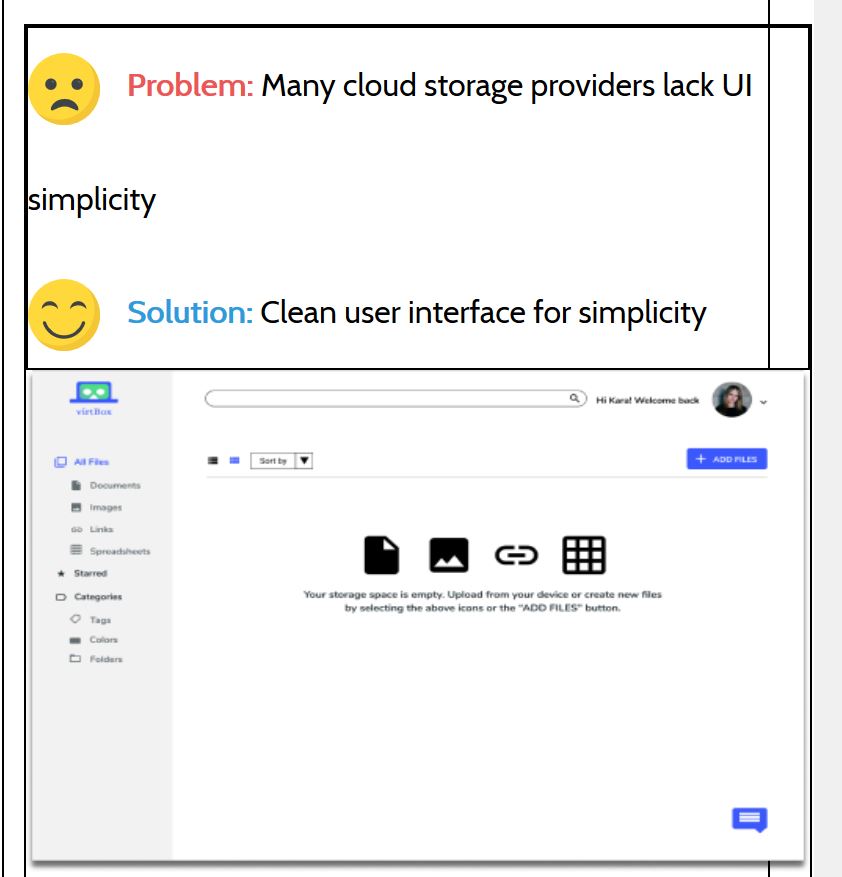 Problem: Many cloud storage providers lack UI
simplicity
Solution: Clean user interface for simplicity
virtBox
Hi Kara! Welcome back
All Files
Documents
Images
Links
Spreadsheets
Starred
Categories
Tags
Colors
Folders
Sort by
+ ADD FILES
Your storage space is empty. Upload from your device or create new files
by selecting the above icons or the "ADD FILES" button.